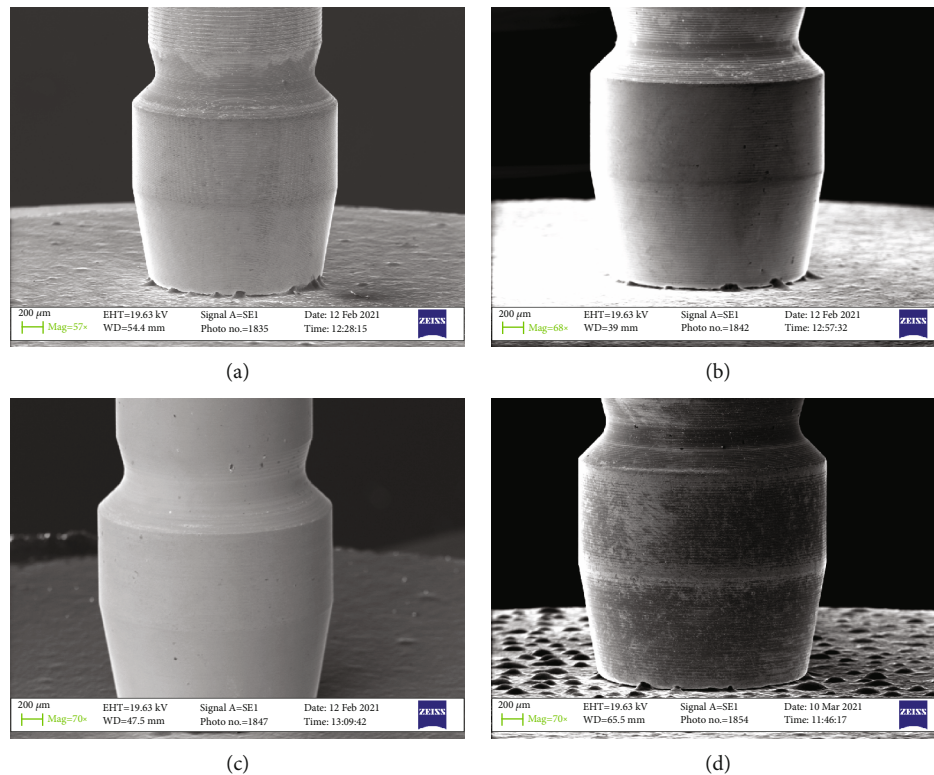 200 μm
Mag=57×
EHT=19.63 kV
WD=54.4 mm
Signal A=SE1
Photo no.=1835
Date: 12 Feb 2021
Time: 12:28:15
ZEISS
200 μm
Mag=68×
EHT=19.63 kV
WD=39 mm
Signal A=SE1
Photo no.=1842
Date: 12 Feb 2021
Time: 12:57:32
ZEISS
(a)
(b)
200 μm
Mag=70×
EHT=19.63 kV
WD=47.5 mm
Signal A=SE1
Photo no.=1847
Date: 12 Feb 2021
Time: 13:09:42
ZEISS
200 μm
Mag=70×
EHT=19.63 kV
WD=65.5 mm
Signal A=SE1
Photo no.=1854
Date: 10 Mar 2021
Time: 11:46:17
ZEISS
(c)
(d)